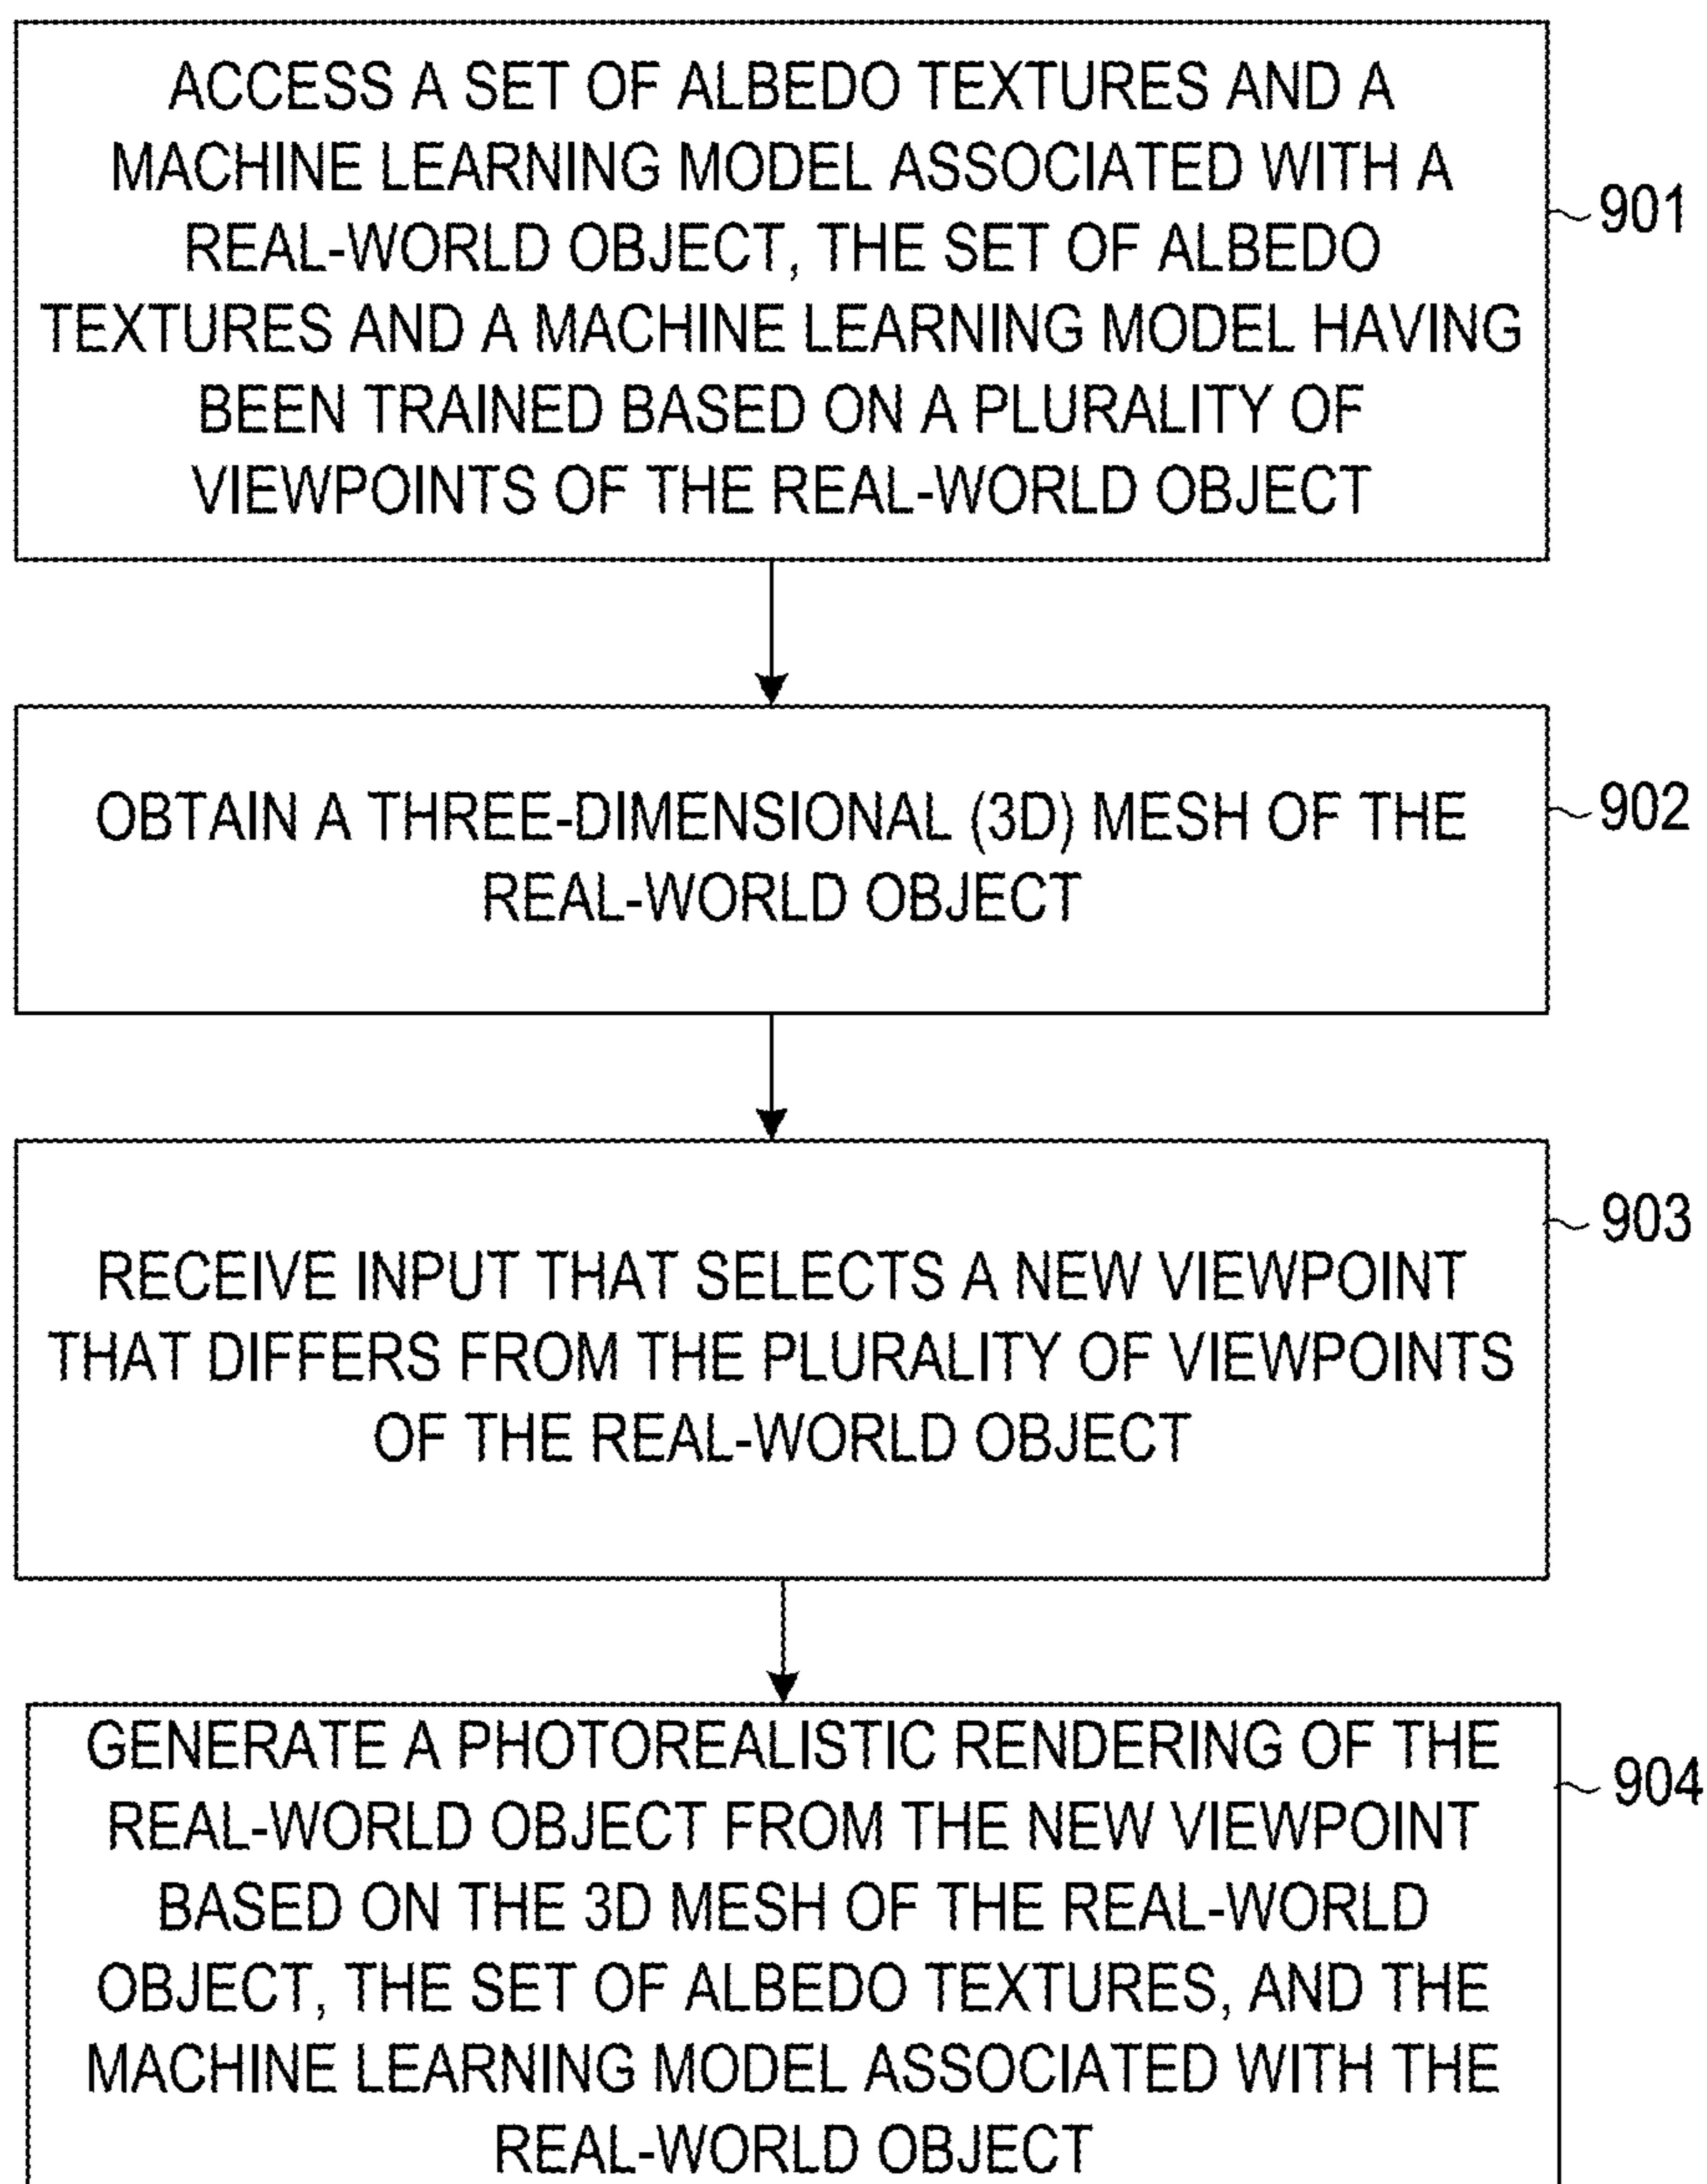 ACCESS A SET OF ALBEDO TEXTURES AND A
MACHINE LEARNING MODEL ASSOCIATED WITH A
REAL-WORLD OBJECT, THE SET OF ALBEDO
TEXTURES AND A MACHINE LEARNING MODEL HAVING
BEEN TRAINED BASED ON A PLURALITY OF
VIEWPOINTS OF THE REAL-WORLD OBJECT
901
OBTAIN A THREE-DIMENSIONAL (3D) MESH OF THE
REAL-WORLD OBJECT
902
RECEIVE INPUT THAT SELECTS A NEW VIEWPOINT
THAT DIFFERS FROM THE PLURALITY OF VIEWPOINTS
OF THE REAL-WORLD OBJECT
903
GENERATE A PHOTOREALISTIC RENDERING OF THE
REAL-WORLD OBJECT FROM THE NEW VIEWPOINT
BASED ON THE 3D MESH OF THE REAL-WORLD
OBJECT, THE SET OF ALBEDO TEXTURES, AND THE
MACHINE LEARNING MODEL ASSOCIATED WITH THE
REAL-WORLD OBJECT
904